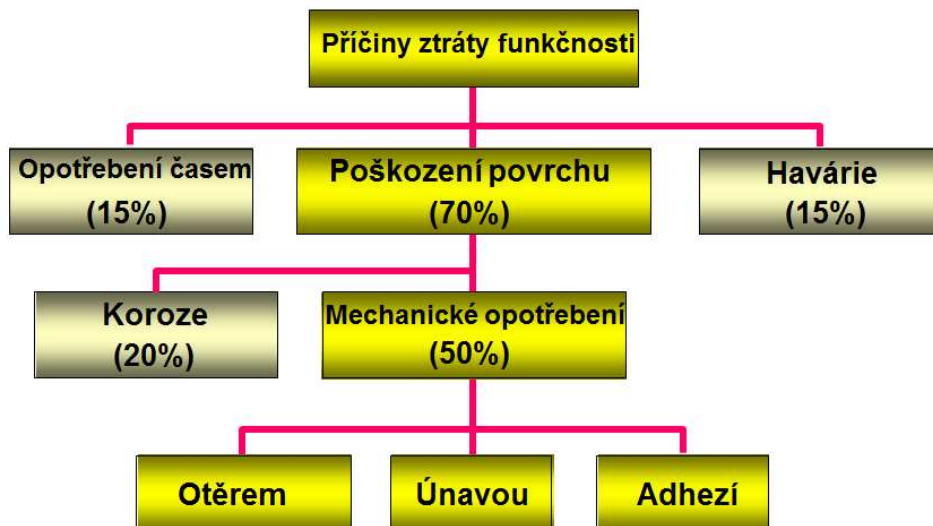 Příčiny ztráty funkčnosti
Opotřebení časem
(15%)
Poškození povrchu
(70%)
Havárie
(15%)
Koroze
(20%)
Mechanické opotřebení
(50%)
Otěrem
Únavou
Adhezí